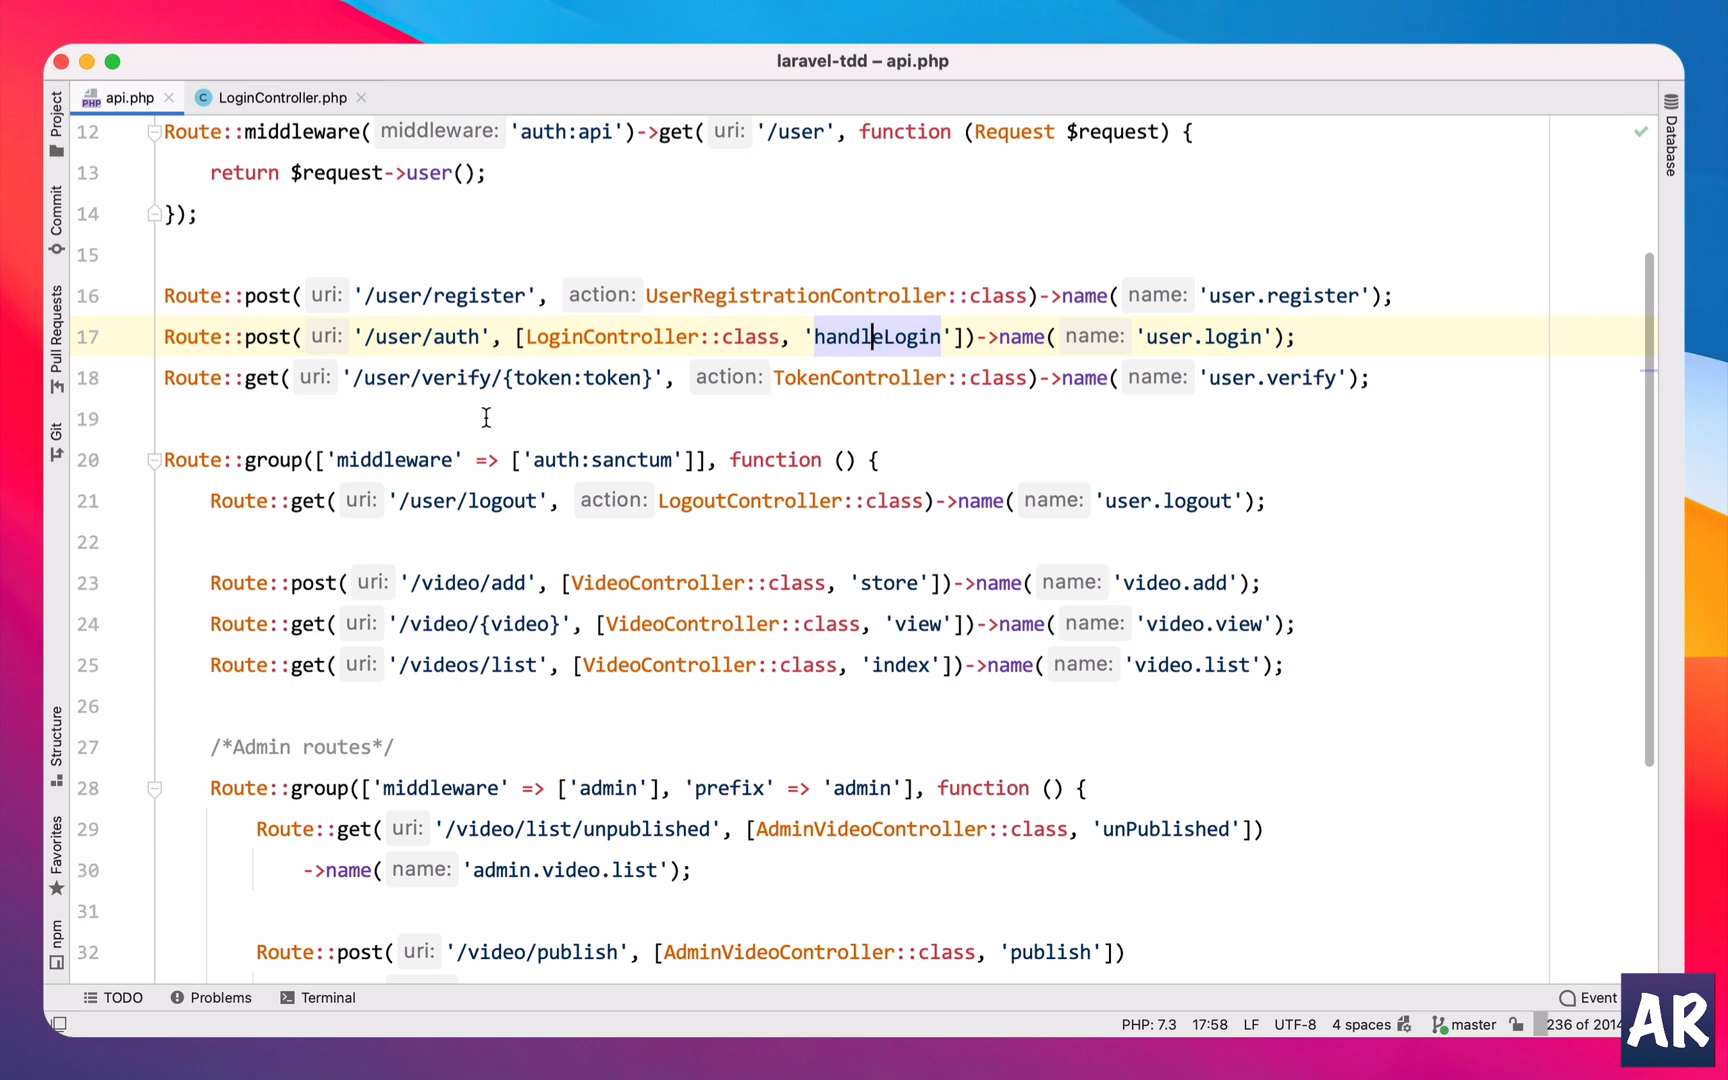 laravel-tdd – api.php
api.php
LoginController.php
12 Route::middleware( middleware: 'auth:api')->get( uri: '/user', function (Request $request) {
13 return $request->user();
14 });
15
16 Route::post( uri: '/user/register', action: UserRegistrationController::class)->name( name: 'user.register');
17 Route::post( uri: '/user/auth', [LoginController::class, 'handleLogin'])->name( name: 'user.login');
18 Route::get( uri: '/user/verify/{token:token}', action: TokenController::class)->name( name: 'user.verify');
19
20 Route::group(['middleware' => ['auth:sanctum']], function () {
21 Route::get( uri: '/user/logout', action: LogoutController::class)->name( name: 'user.logout');
22
23 Route::post( uri: '/video/add', [VideoController::class, 'store'])->name( name: 'video.add');
24 Route::get( uri: '/video/{video}', [VideoController::class, 'view'])->name( name: 'video.view');
25 Route::get( uri: '/videos/list', [VideoController::class, 'index'])->name( name: 'video.list');
26
27 /*Admin routes*/
28 Route::group(['middleware' => ['admin'], 'prefix' => 'admin'], function () {
29 Route::get( uri: '/video/list/unpublished', [AdminVideoController::class, 'unPublished'])
30 ->name( name: 'admin.video.list');
31
32 Route::post( uri: '/video/publish', [AdminVideoController::class, 'publish'])
Project
Commit
Pull Requests
Git
Structure
Favorites
npm
Database
TODO
Problems
Terminal
Event
PHP: 7.3 17:58 LF UTF-8 4 spaces master 236 of 2014
AR